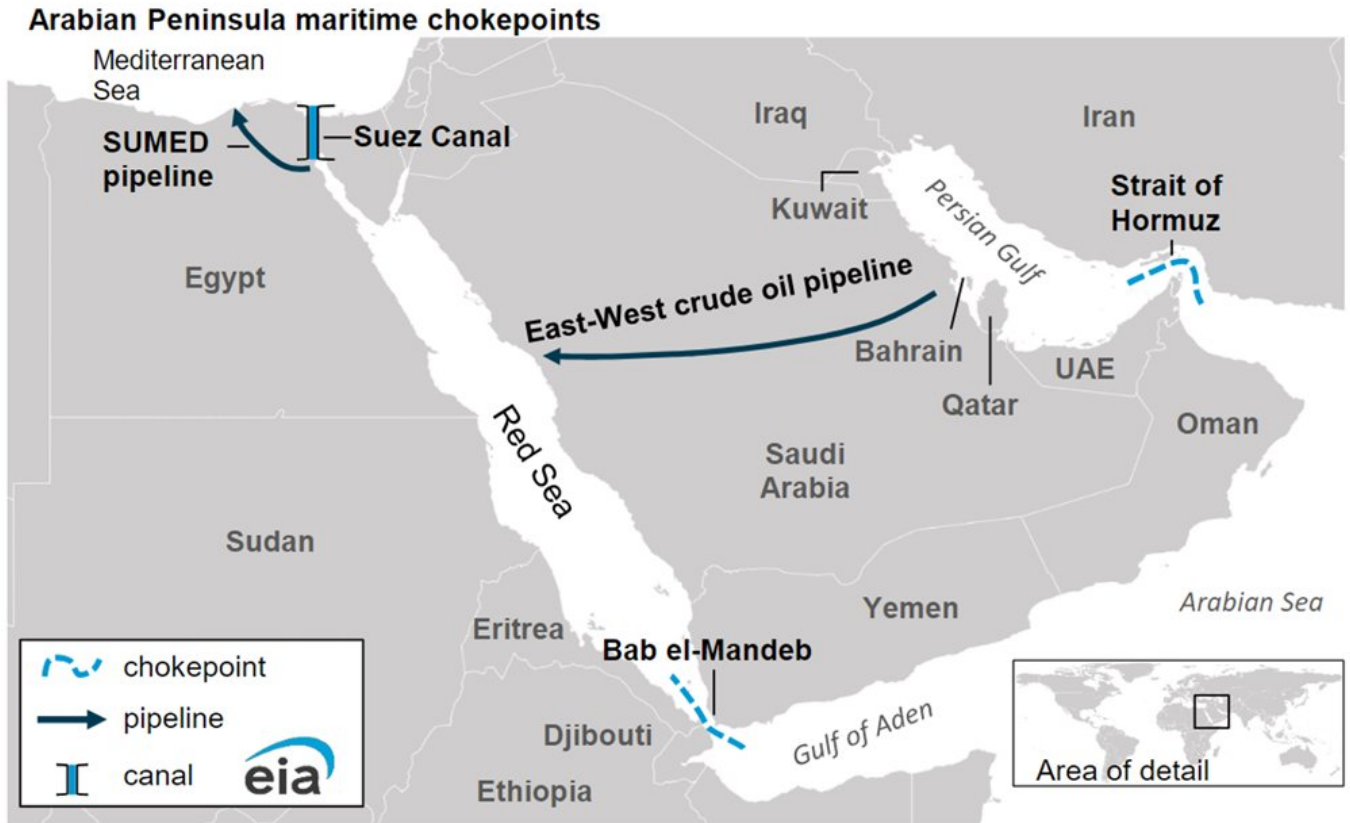 Arabian Peninsula maritime chokepoints
Mediterranean
Sea
SUMED
pipeline
Suez Canal
Iraq
Iran
Kuwait
Persian Gulf
Strait of
Hormuz
Egypt
East-West crude oil pipeline
Bahrain
Qatar
UAE
Oman
Red Sea
Saudi
Arabia
Sudan
Eritrea
Yemen
Arabian Sea
Bab el-Mandeb
Djibouti
Gulf of Aden
Ethiopia
chokepoint
pipeline
canal
eia
Area of detail